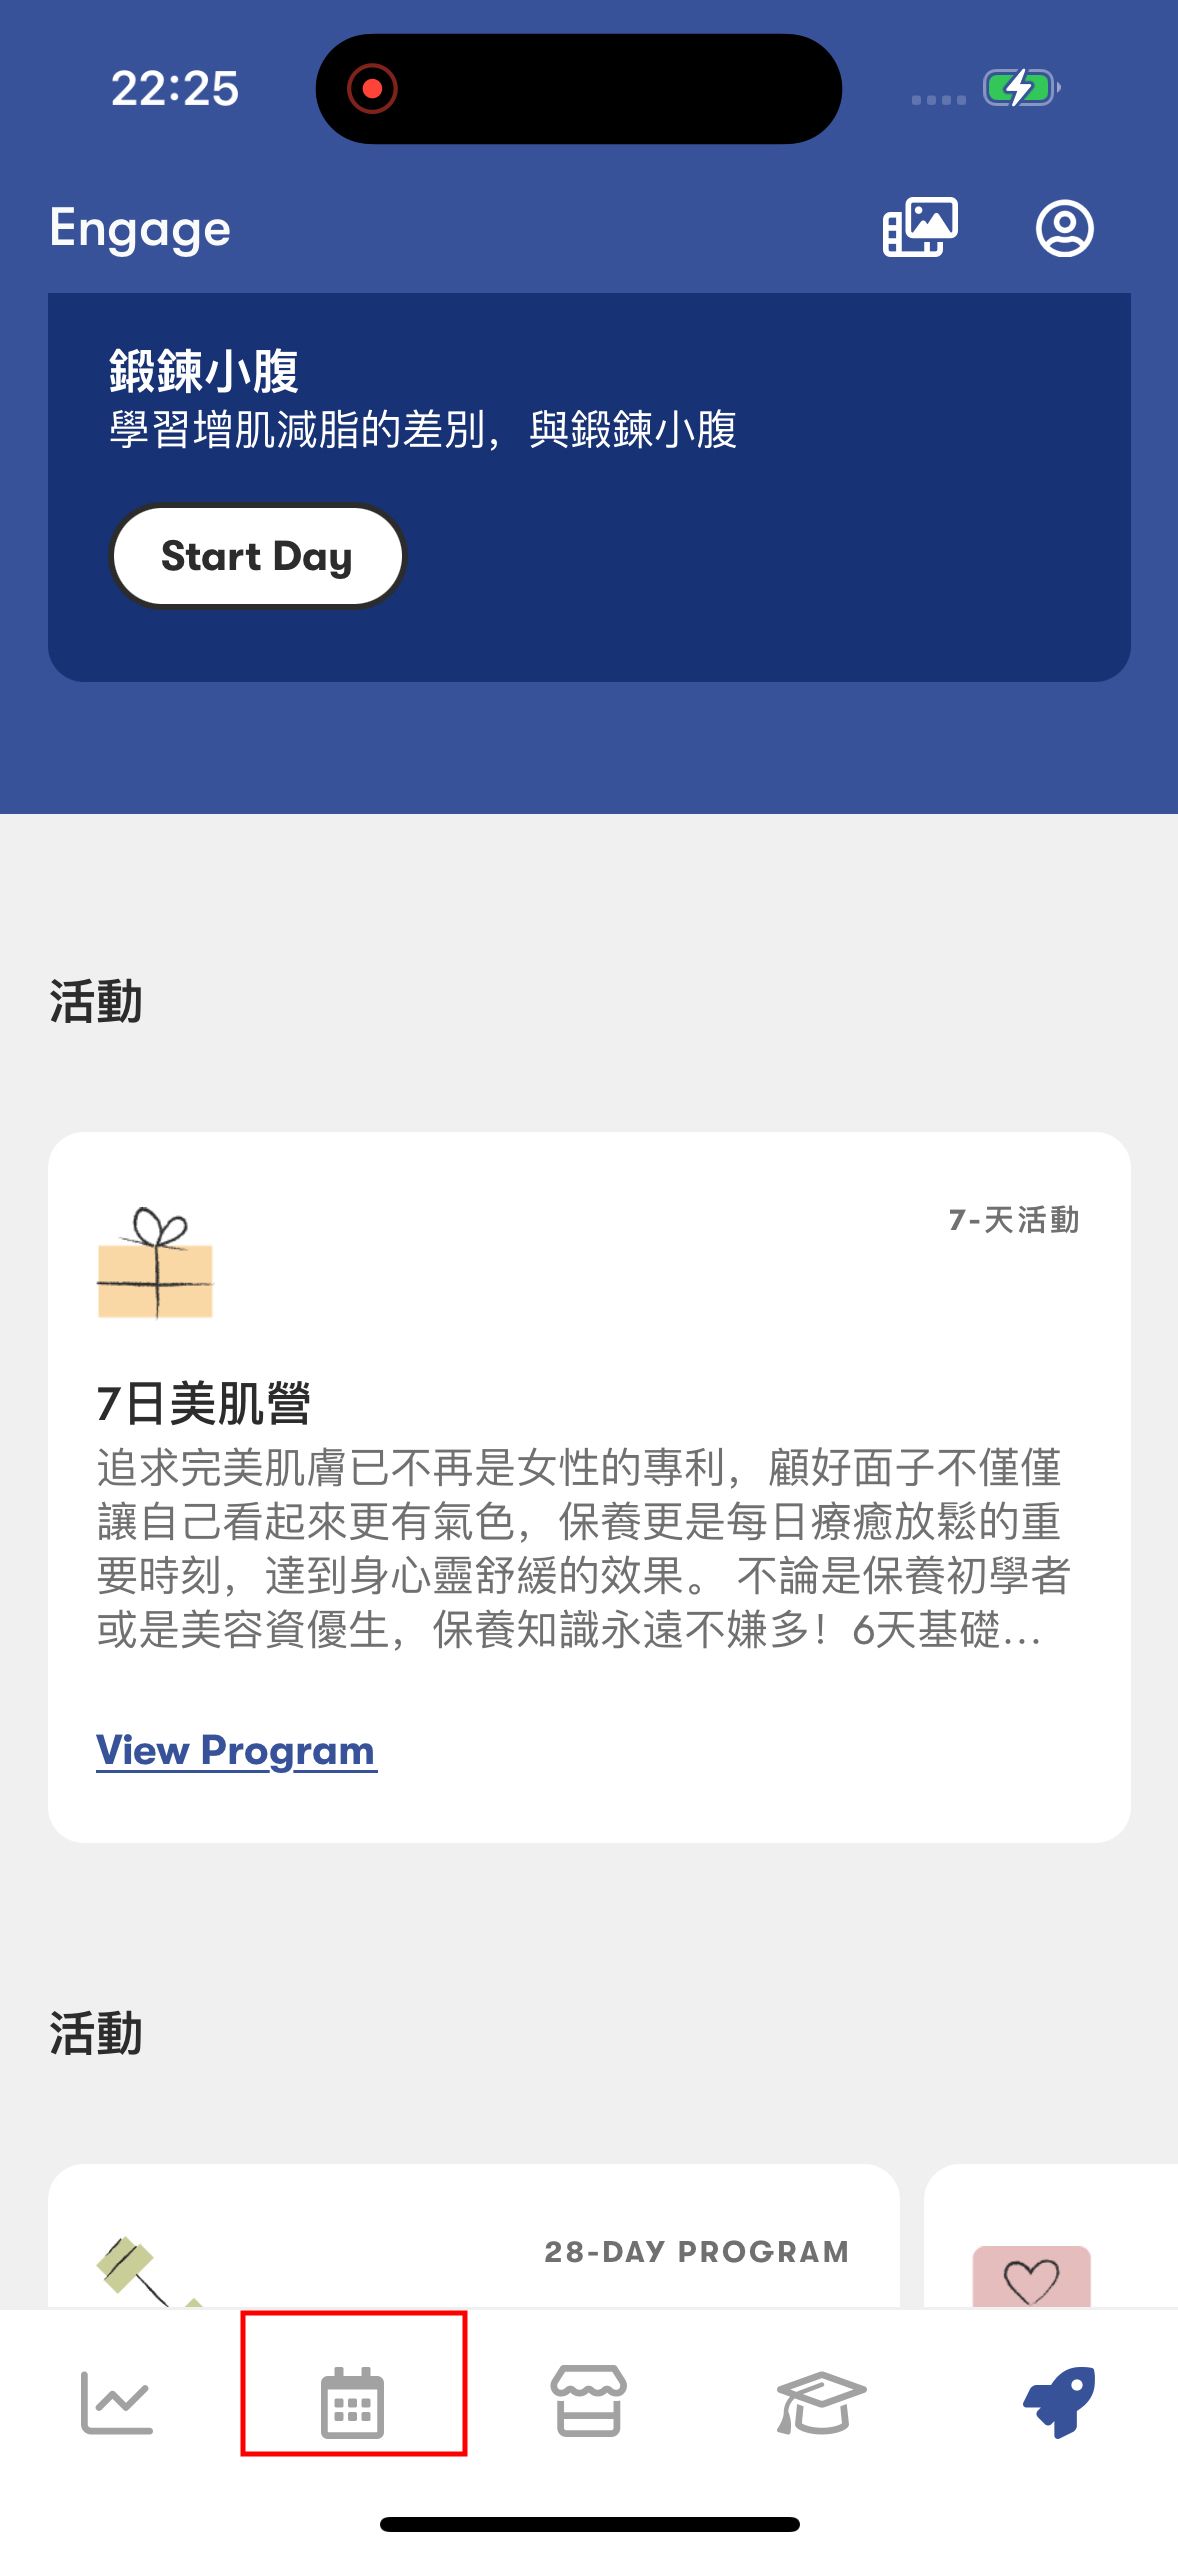 22:25
Engage
鍛鍊小腹
學習增肌減脂的差別，與鍛鍊小腹
Start Day
活動
7-天活動
7日美肌營
追求完美肌膚已不再是女性的專利，顧好面子不僅僅
讓自己看起來更有氣色，保養更是每日療癒放鬆的重
要時刻，達到身心靈舒緩的效果。 不論是保養初學者
或是美容資優生，保養知識永遠不嫌多！6天基礎...
View Program
活動
28-DAY PROGRAM